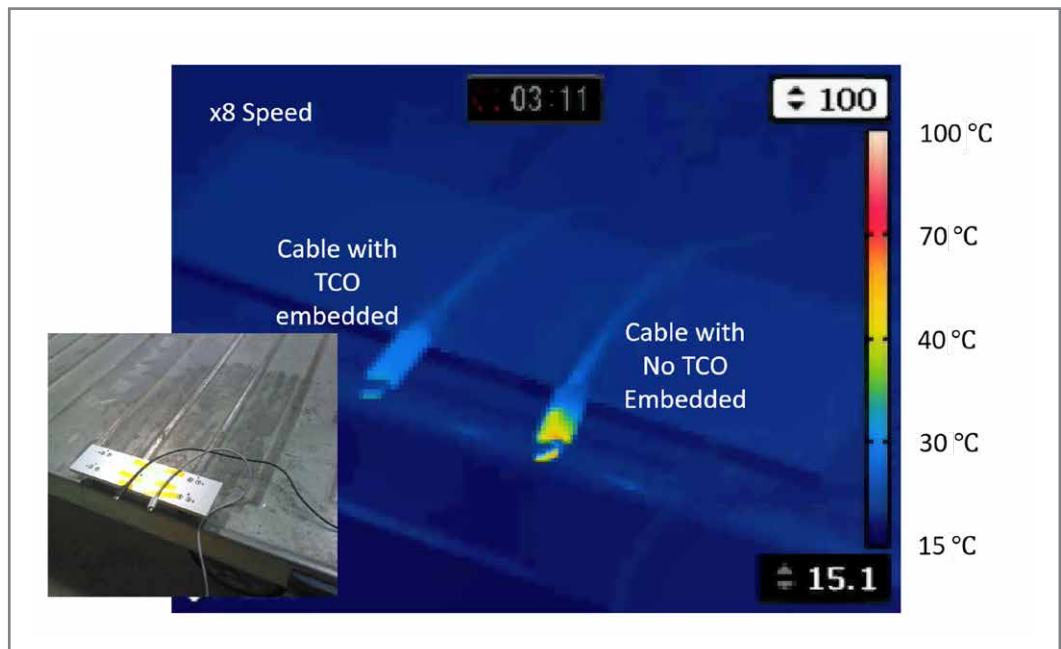 x8 Speed
03:11
100
100 °C
70 °C
40 °C
30 °C
15 °C
Cable with
TCO
embedded
Cable with
No TCO
Embedded
15.1